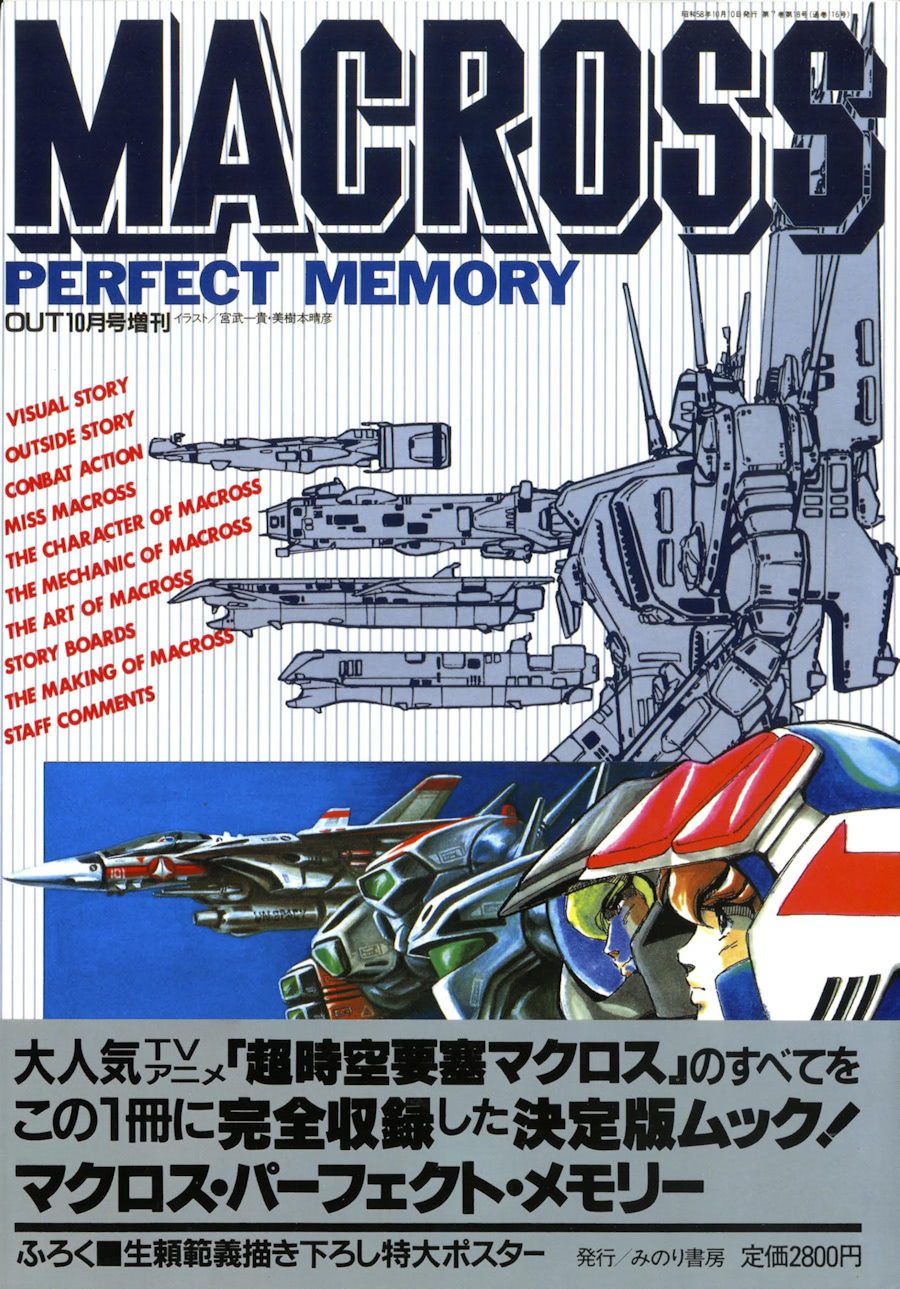 昭和58年10月10日発行 第7巻第18号(通巻116号)
MACROSS
PERFECT MEMORY
OUT10月号増刊 イラスト/宮武一貴・美樹本晴彦
VISUAL STORY
OUTSIDE STORY
CONBAT ACTION
MISS MACROSS
THE CHARACTER OF MACROSS
THE MECHANIC OF MACROSS
THE ART OF MACROSS
STORY BOARDS
THE MAKING OF MACROSS
STAFF COMMENTS
101
大人気TVアニメ「超時空要塞マクロス」のすべてを
この1冊に完全収録した決定版ムック!
マクロス・パーフェクト・メモリー
ふろく■生頼範義描き下ろし特大ポスター 発行/みのり書房 定価2800円